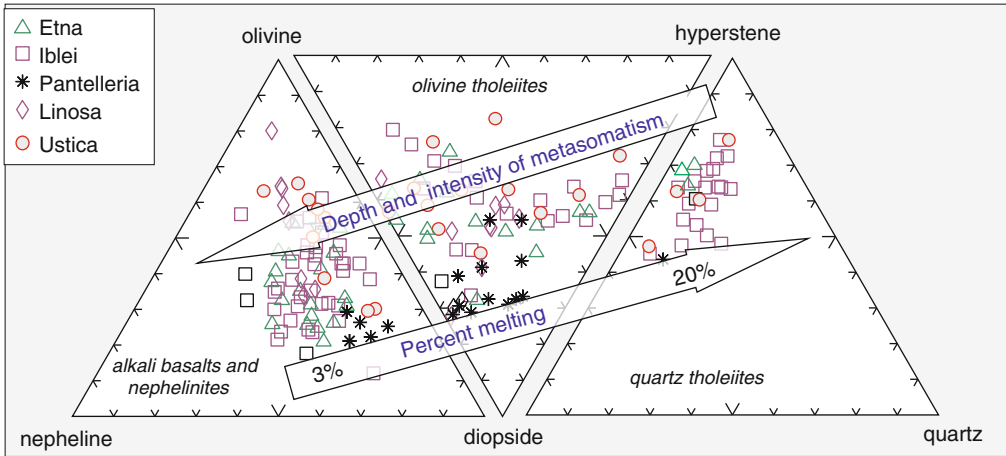 Etna
Iblei
Pantelleria
Linosa
Ustica
olivine
hyperstene
olivine tholeiites
Depth and intensity of metasomatism
Percent melting
3%
20%
alkali basalts and
nephelinites
quartz tholeiites
nepheline
diopside
quartz